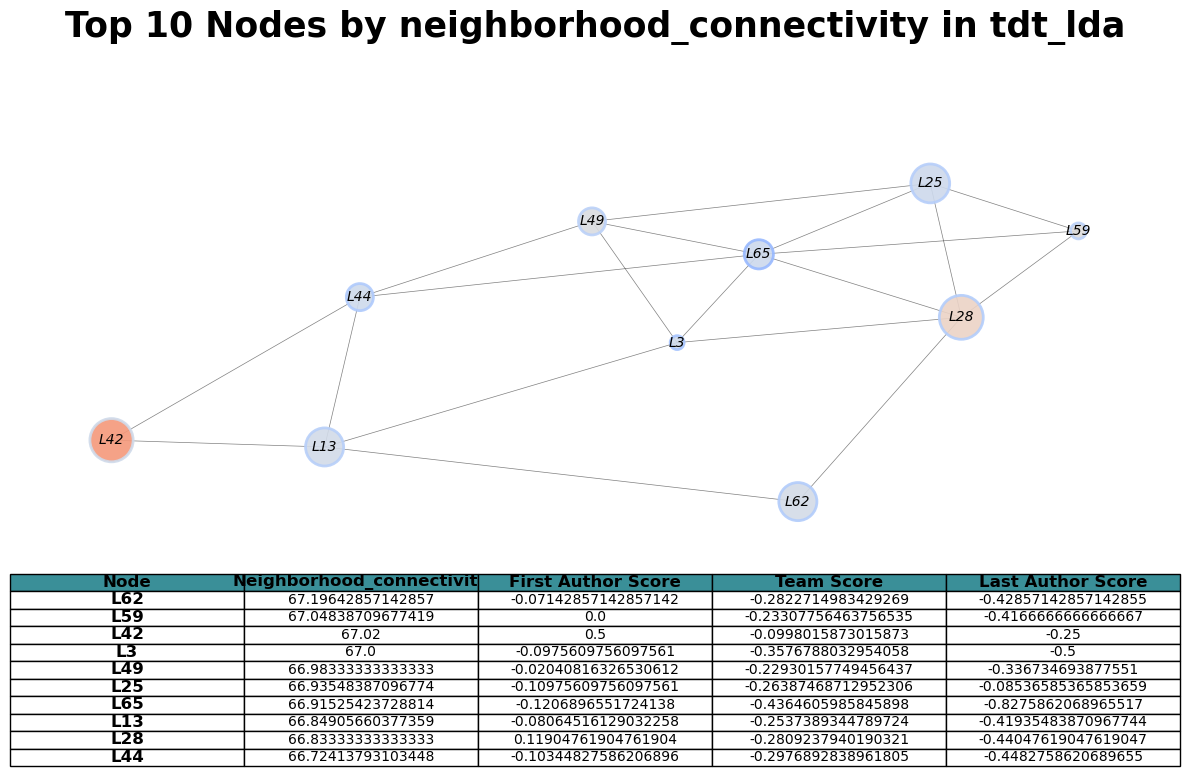 Top 10 Nodes by neighborhood_connectivity in tdt_lda
L25
L49
L59
L65
L44
L28
L3
L42
L13
L62
Node Neighborhood_connectivit First Author Score Team Score Last Author Score
L62 67.19642857142857 -0.07142857142857142 -0.2822714983429269 -0.42857142857142855
L59 67.04838709677419 0.0 -0.23307756463756535 -0.4166666666666667
L42 67.02 0.5 -0.0998015873015873 -0.25
L3 67.0 -0.0975609756097561 -0.3576788032954058 -0.5
L49 66.98333333333333 -0.02040816326530612 -0.22930157749456437 -0.336734693877551
L25 66.93548387096774 -0.10975609756097561 -0.26387468712952306 -0.0853658536585365­9
L65 66.91525423728814 -0.1206896551724138 -0.4364605985845898 -0.8275862068965517
L13 66.84905660377359 -0.08064516129032258 -0.2537389544789724 -0.41935483870967744
L28 66.83333333333333 0.11904761904761904 -0.2809237940190321 -0.44047619047619047
L44 66.72413793103448 -0.10344827586206896 -0.2976892838961805 -0.4482758620689655